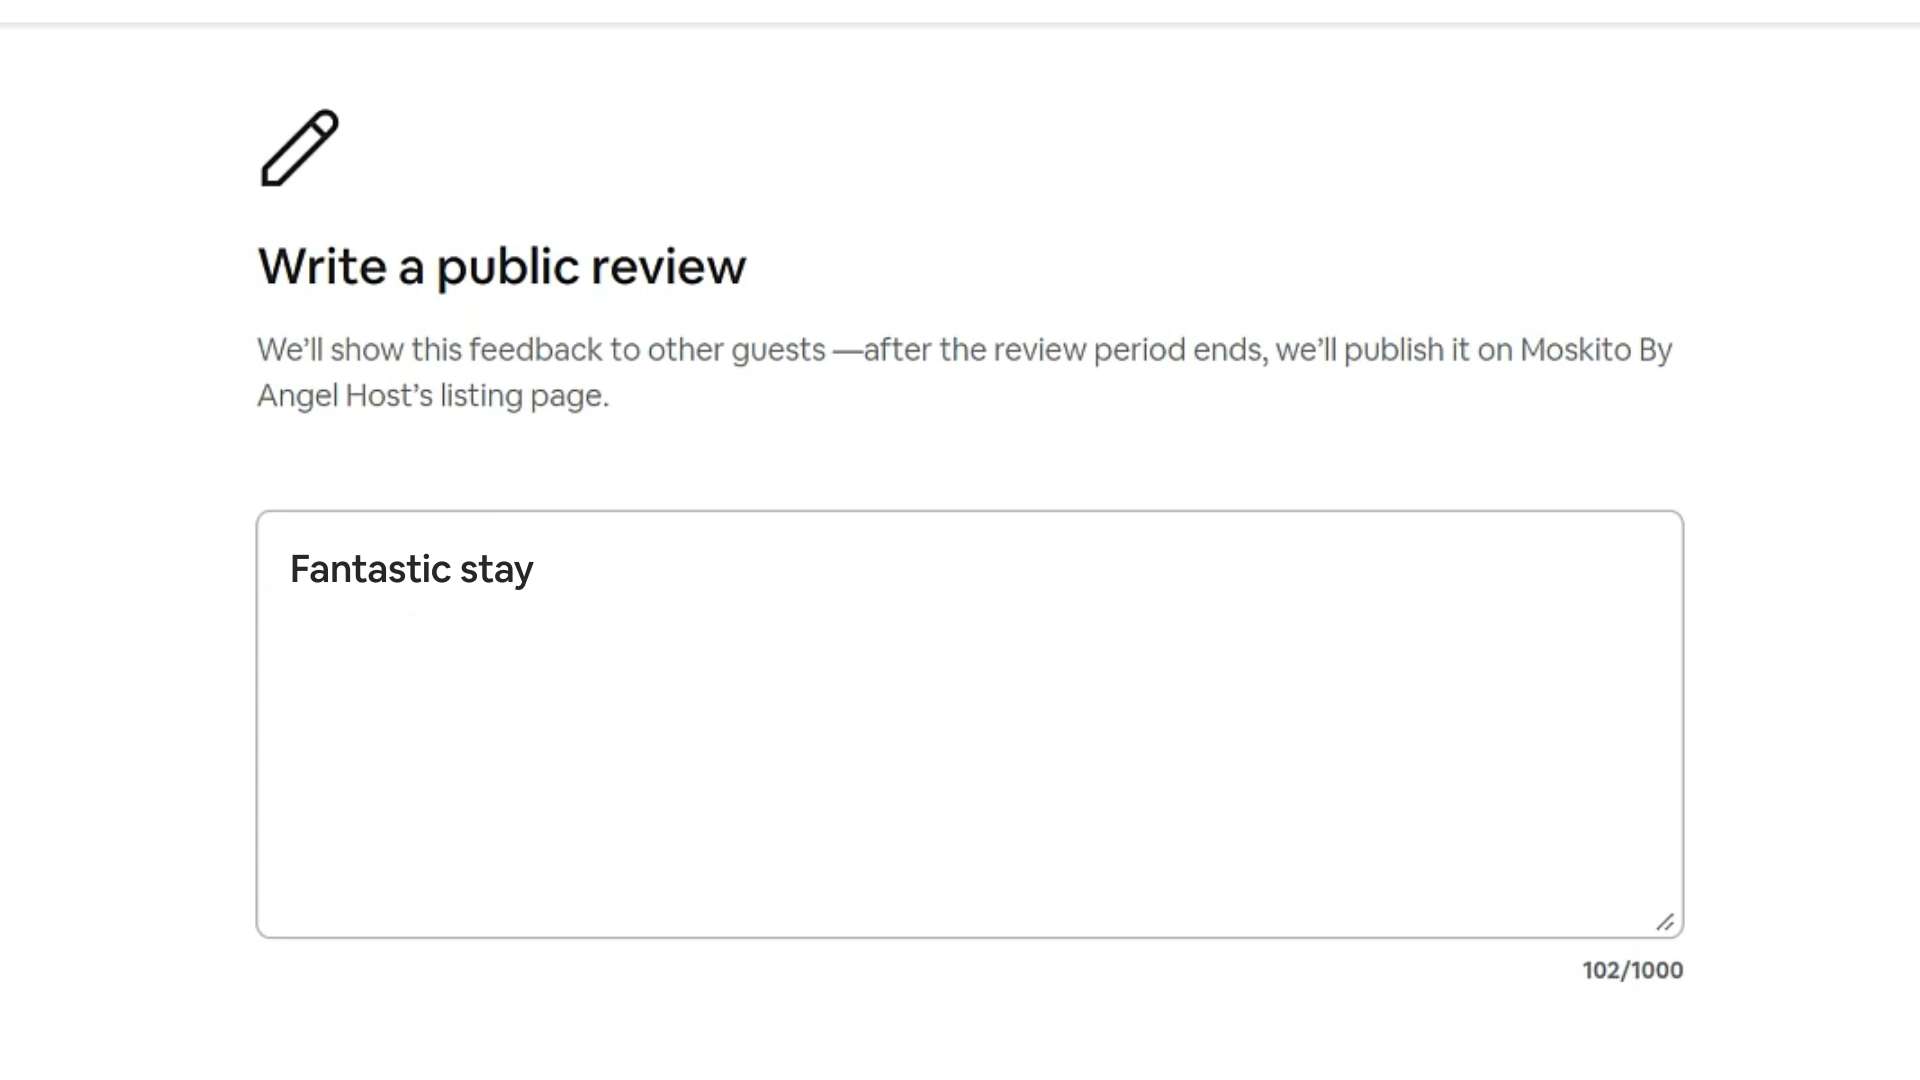 Write a public review
We’ll show this feedback to other guests —after the review period ends, we’ll publish it on Moskito By
Angel Host’s listing page.
Fantastic stay
102/1000